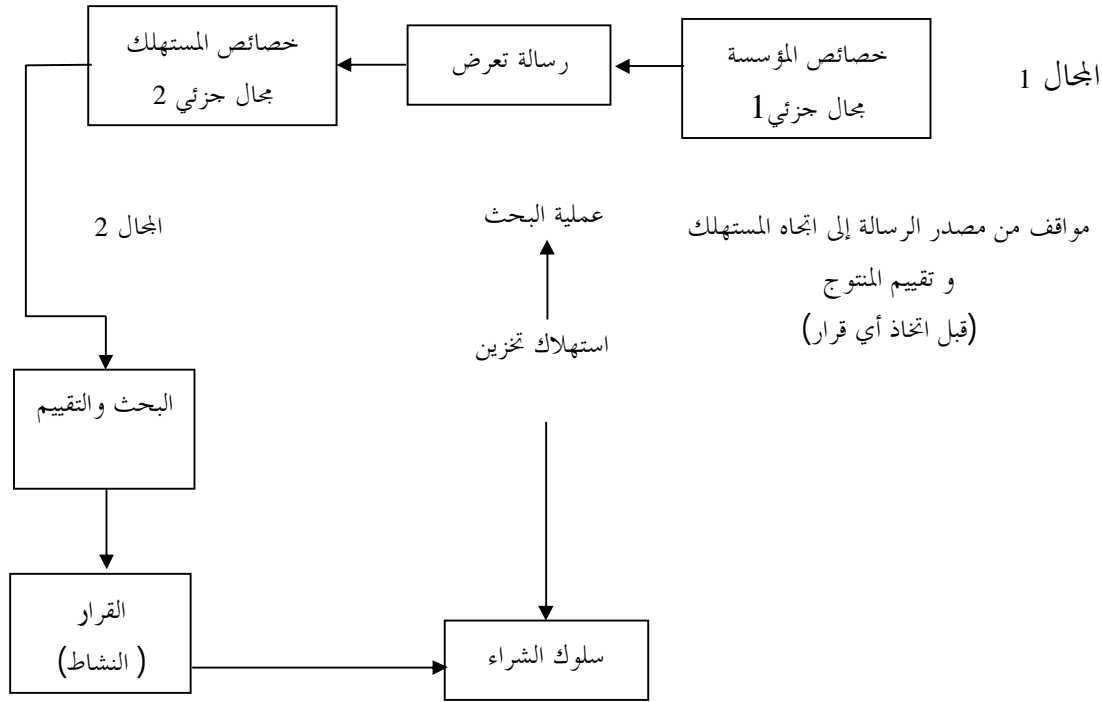 المجال 1
خصائص المؤسسة
مجال جزئي1
رسالة تعرض
خصائص المستهلك
مجال جزئي 2
مواقف من مصدر الرسالة إلى اتجاه المستهلك
و تقييم المنتوج
(قبل اتخاذ أي قرار)
عملية البحث
المجال 2
استهلاك تخزين
البحث والتقييم
القرار
( النشاط)
سلوك الشراء